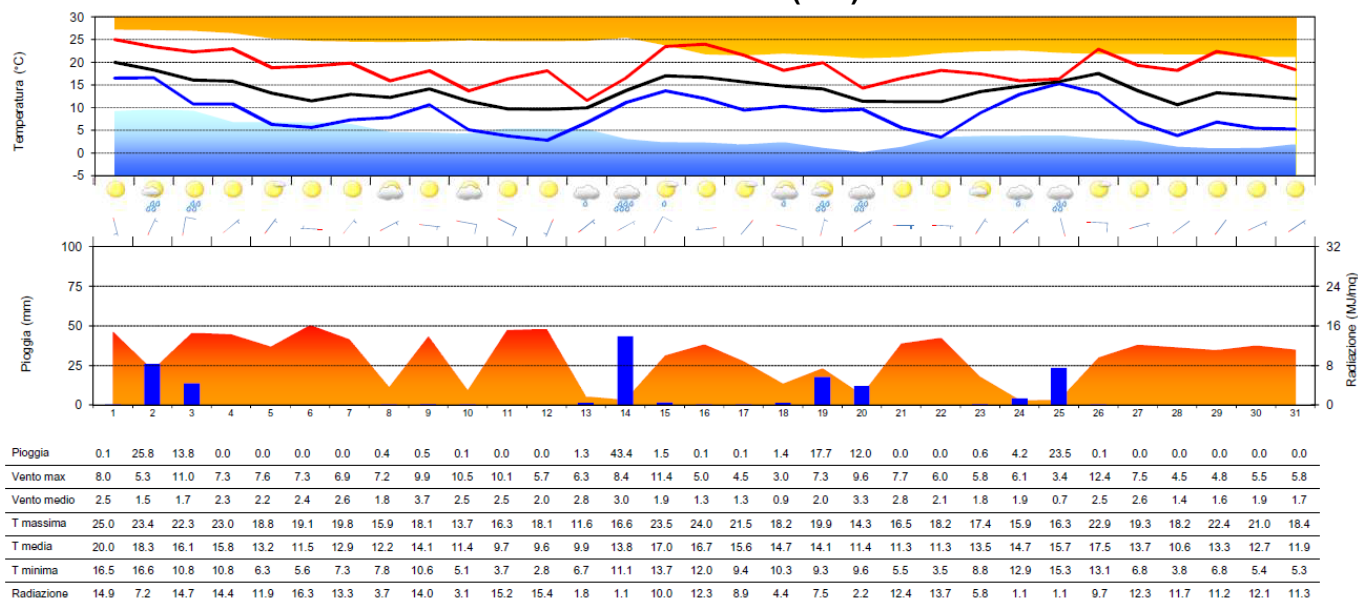 30
25
20
15
10
5
0
-5
Temperatura (°C)
100
75
50
25
0
Pioggia (mm)
32
24
16
8
0
Radiazione (MJ/mq)
1 2 3 4 5 6 7 8 9 10 11 12 13 14 15 16 17 18 19 20 21 22 23 24 25 26 27 28 29 30 31
Pioggia 0.1 25.8 13.8 0.0 0.0 0.0 0.0 0.4 0.5 0.1 0.0 0.0 1.3 43.4 1.5 0.1 0.1 1.4 17.7 12.0 0.0 0.0 0.6 4.2 23.5 0.1 0.0 0.0 0.0 0.0 0.0
Vento max 8.0 5.3 11.0 7.3 7.6 7.3 6.9 7.2 9.9 10.5 10.1 5.7 6.3 8.4 11.4 5.0 4.5 3.0 7.3 9.6 7.7 6.0 5.8 6.1 3.4 12.4 7.5 4.5 4.8 5.5 5.8
Vento medio 2.5 1.5 1.7 2.3 2.2 2.4 2.6 1.8 3.7 2.5 2.5 2.0 2.8 3.0 1.9 1.3 1.3 0.9 2.0 3.3 2.8 2.1 1.8 1.9 0.7 2.5 2.6 1.4 1.6 1.9 1.7
T massima 25.0 23.4 22.3 23.0 18.8 19.1 19.8 15.9 18.1 13.7 16.3 18.1 11.6 16.6 23.5 24.0 21.5 18.2 19.9 14.3 16.5 18.2 17.4 15.9 16.3 22.9 19.3 18.2 22.4 21.0 18.4
T media 20.0 18.3 16.1 15.8 13.2 11.5 12.9 12.2 14.1 11.4 9.7 9.6 9.9 13.8 17.0 16.7 15.6 14.7 14.1 11.4 11.3 11.3 13.5 14.7 15.7 17.5 13.7 10.6 13.3 12.7 11.9
T minima 16.5 16.6 10.8 10.8 6.3 5.6 7.3 7.8 10.6 5.1 3.7 2.8 6.7 11.1 13.7 12.0 9.4 10.3 9.3 9.6 5.5 3.5 8.8 12.9 15.3 13.1 6.8 3.8 6.8 5.4 5.3
Radiazione 14.9 7.2 14.7 14.4 11.9 16.3 13.3 3.7 14.0 3.1 15.2 15.4 1.8 1.1 10.0 12.3 8.9 4.4 7.5 2.2 12.4 13.7 5.8 1.1 1.1 9.7 12.3 11.7 11.2 12.1 11.3